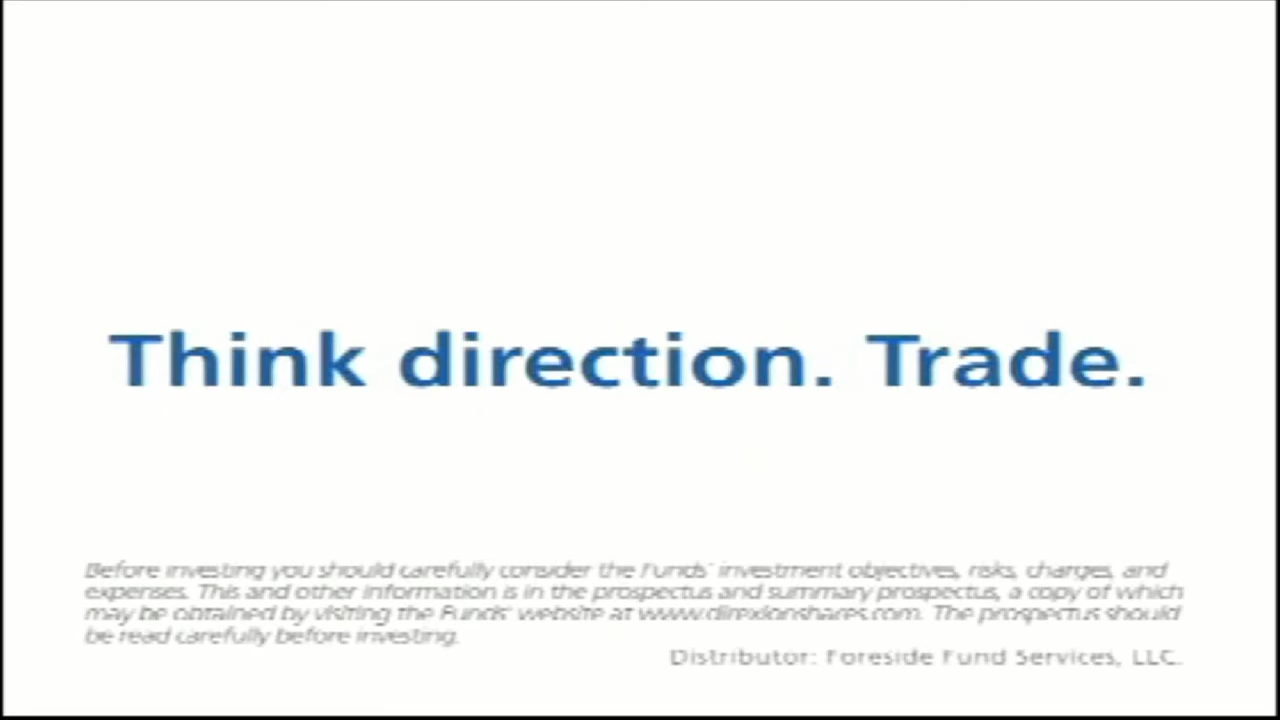 Think direction. Trade.
Before investing you should carefully consider the Funds' investment objectives, risks, charges, and
expenses. This and other information is in the prospectus and summary prospectus, a copy of which
may be obtained by visiting the Funds' website at www.direxionshares.com. The prospectus should
be read carefully before investing.
Distributor: Foreside Fund Services, LLC.